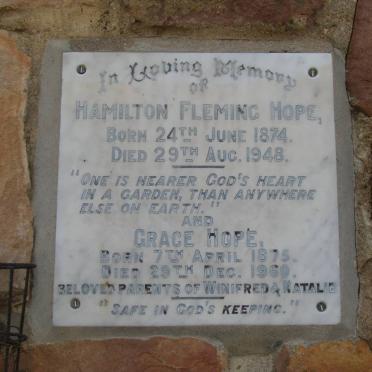 In Loving Memory
OF
HAMILTON FLEMING HOPE,
BORN 24TH JUNE 1874.
DIED 29TH AUG. 1948.
"ONE IS NEARER GOD'S HEART
IN A GARDEN, THAN ANYWHERE
ELSE ON EARTH."
AND
GRACE HOPE,
BORN 7TH APRIL 1875.
DIED 29TH DEC. 1960.
BELOVED PARENTS OF WINIFRED & NATALIE
"SAFE IN GOD'S KEEPING."